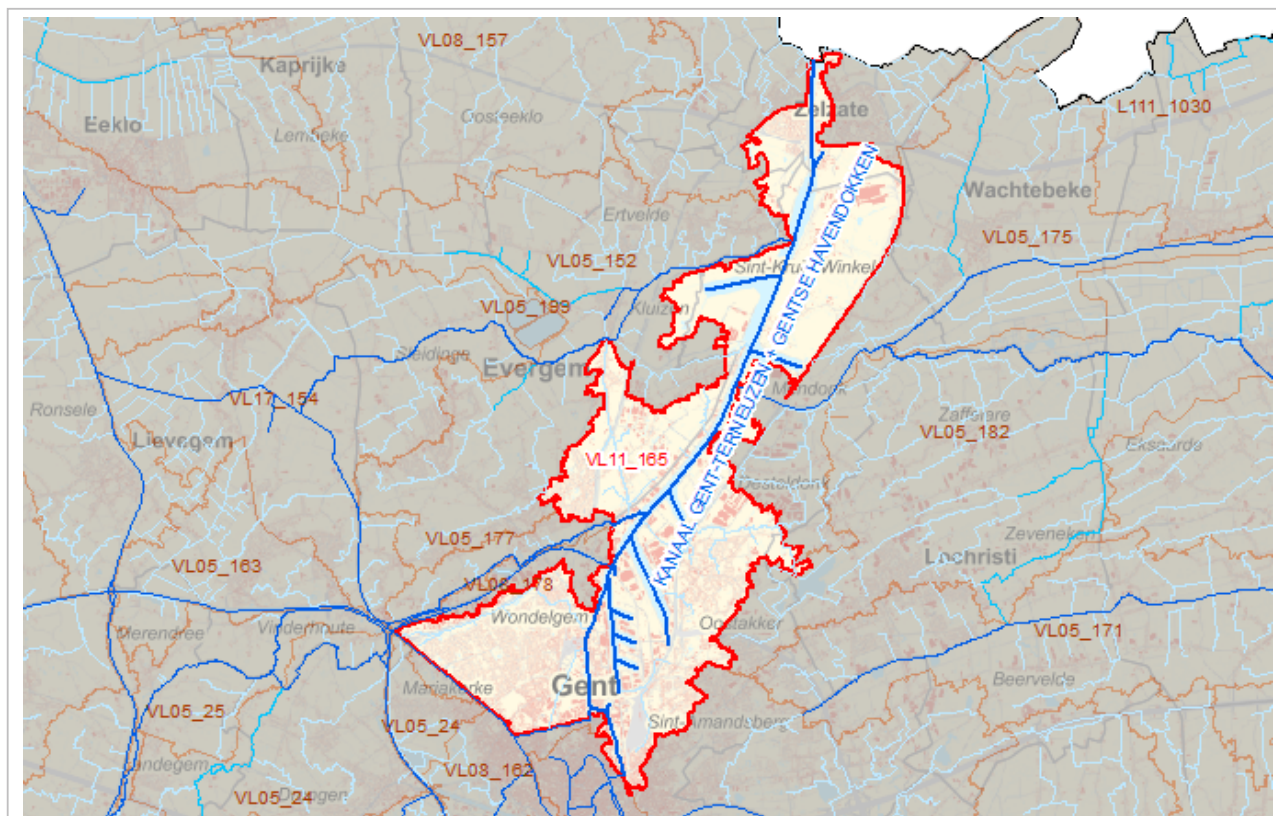 VL08_157
Kaprijke
Eeklo
Lembeke
Oosteeklo
Zelzate
L111_1030
Wachtebeke
Ertvelde
VL05_175
VL05_152
Sint-Kruis-Winkel
VL05_199
Kluizen
Sleidinge
Evergem
KANAAL GENT-TERNEUZEN + GENTSE HAVENDOKKEN
Mendonk
Ronsele
VL17_154
Zaffelare
Lievegem
VL05_182
Eksaarde
VL11_165
Desteldonk
Zeveneken
VL05_177
Lochristi
VL05_163
Wondelgem
Merendree
Vinderhoute
Oostakker
VL05_171
Beervelde
Mariakerke
Gent
VL05_25
VL05_24
Sint-Amandsberg
VL08_162
VL05_24